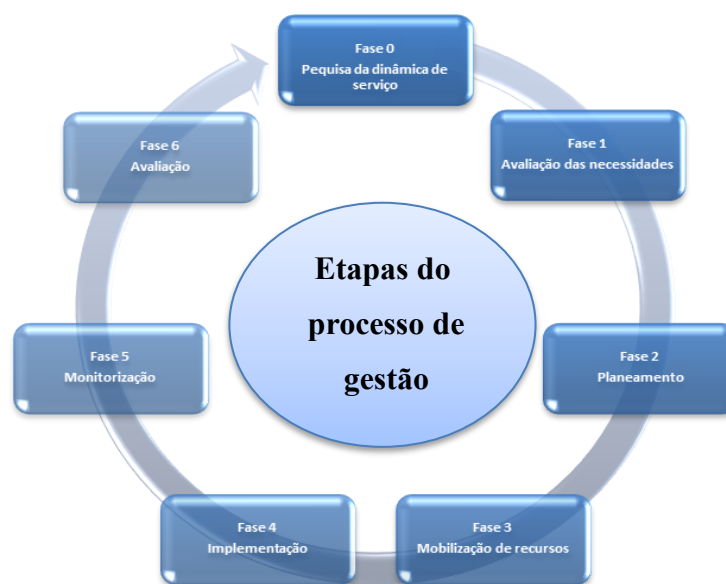 Fase 0
Pequisa da dinâmica de
serviço
Fase 1
Avaliação das necessidades
Fase 2
Planeamento
Fase 3
Mobilização de recursos
Fase 4
Implementação
Fase 5
Monitorização
Fase 6
Avaliação
Etapas do
processo de
gestão